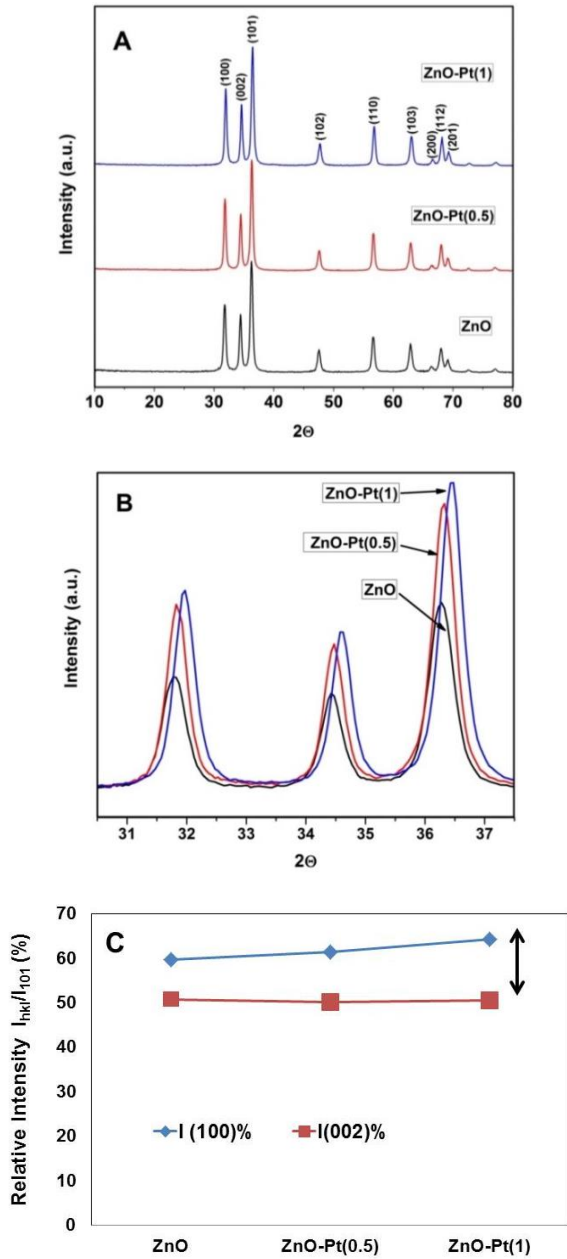 A
(100)
(002)
(101)
(102)
(110)
(103)
(200)
(112)
(201)
ZnO-Pt(1)
ZnO-Pt(0.5)
ZnO
Intensity (a.u.)
10 20 30 40 50 60 70 80
2Θ
B
ZnO-Pt(1)
ZnO-Pt(0.5)
ZnO
Intensity (a.u.)
31 32 33 34 35 36 37
2Θ
C
Relative Intensity Ihkl/I101 (%)
70
60
50
40
30
20
10
0
I (100)% I(002)%
ZnO ZnO-Pt(0.5) ZnO-Pt(1)